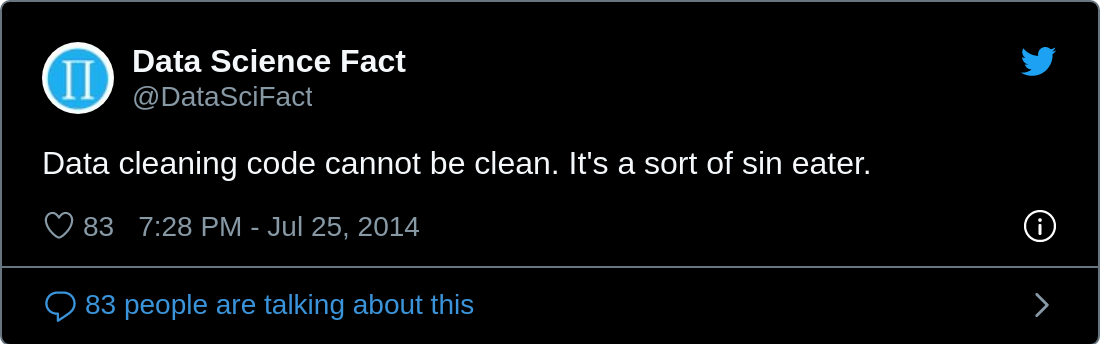 Data Science Fact
@DataSciFact
Data cleaning code cannot be clean. It's a sort of sin eater.
83 7:28 PM - Jul 25, 2014
83 people are talking about this